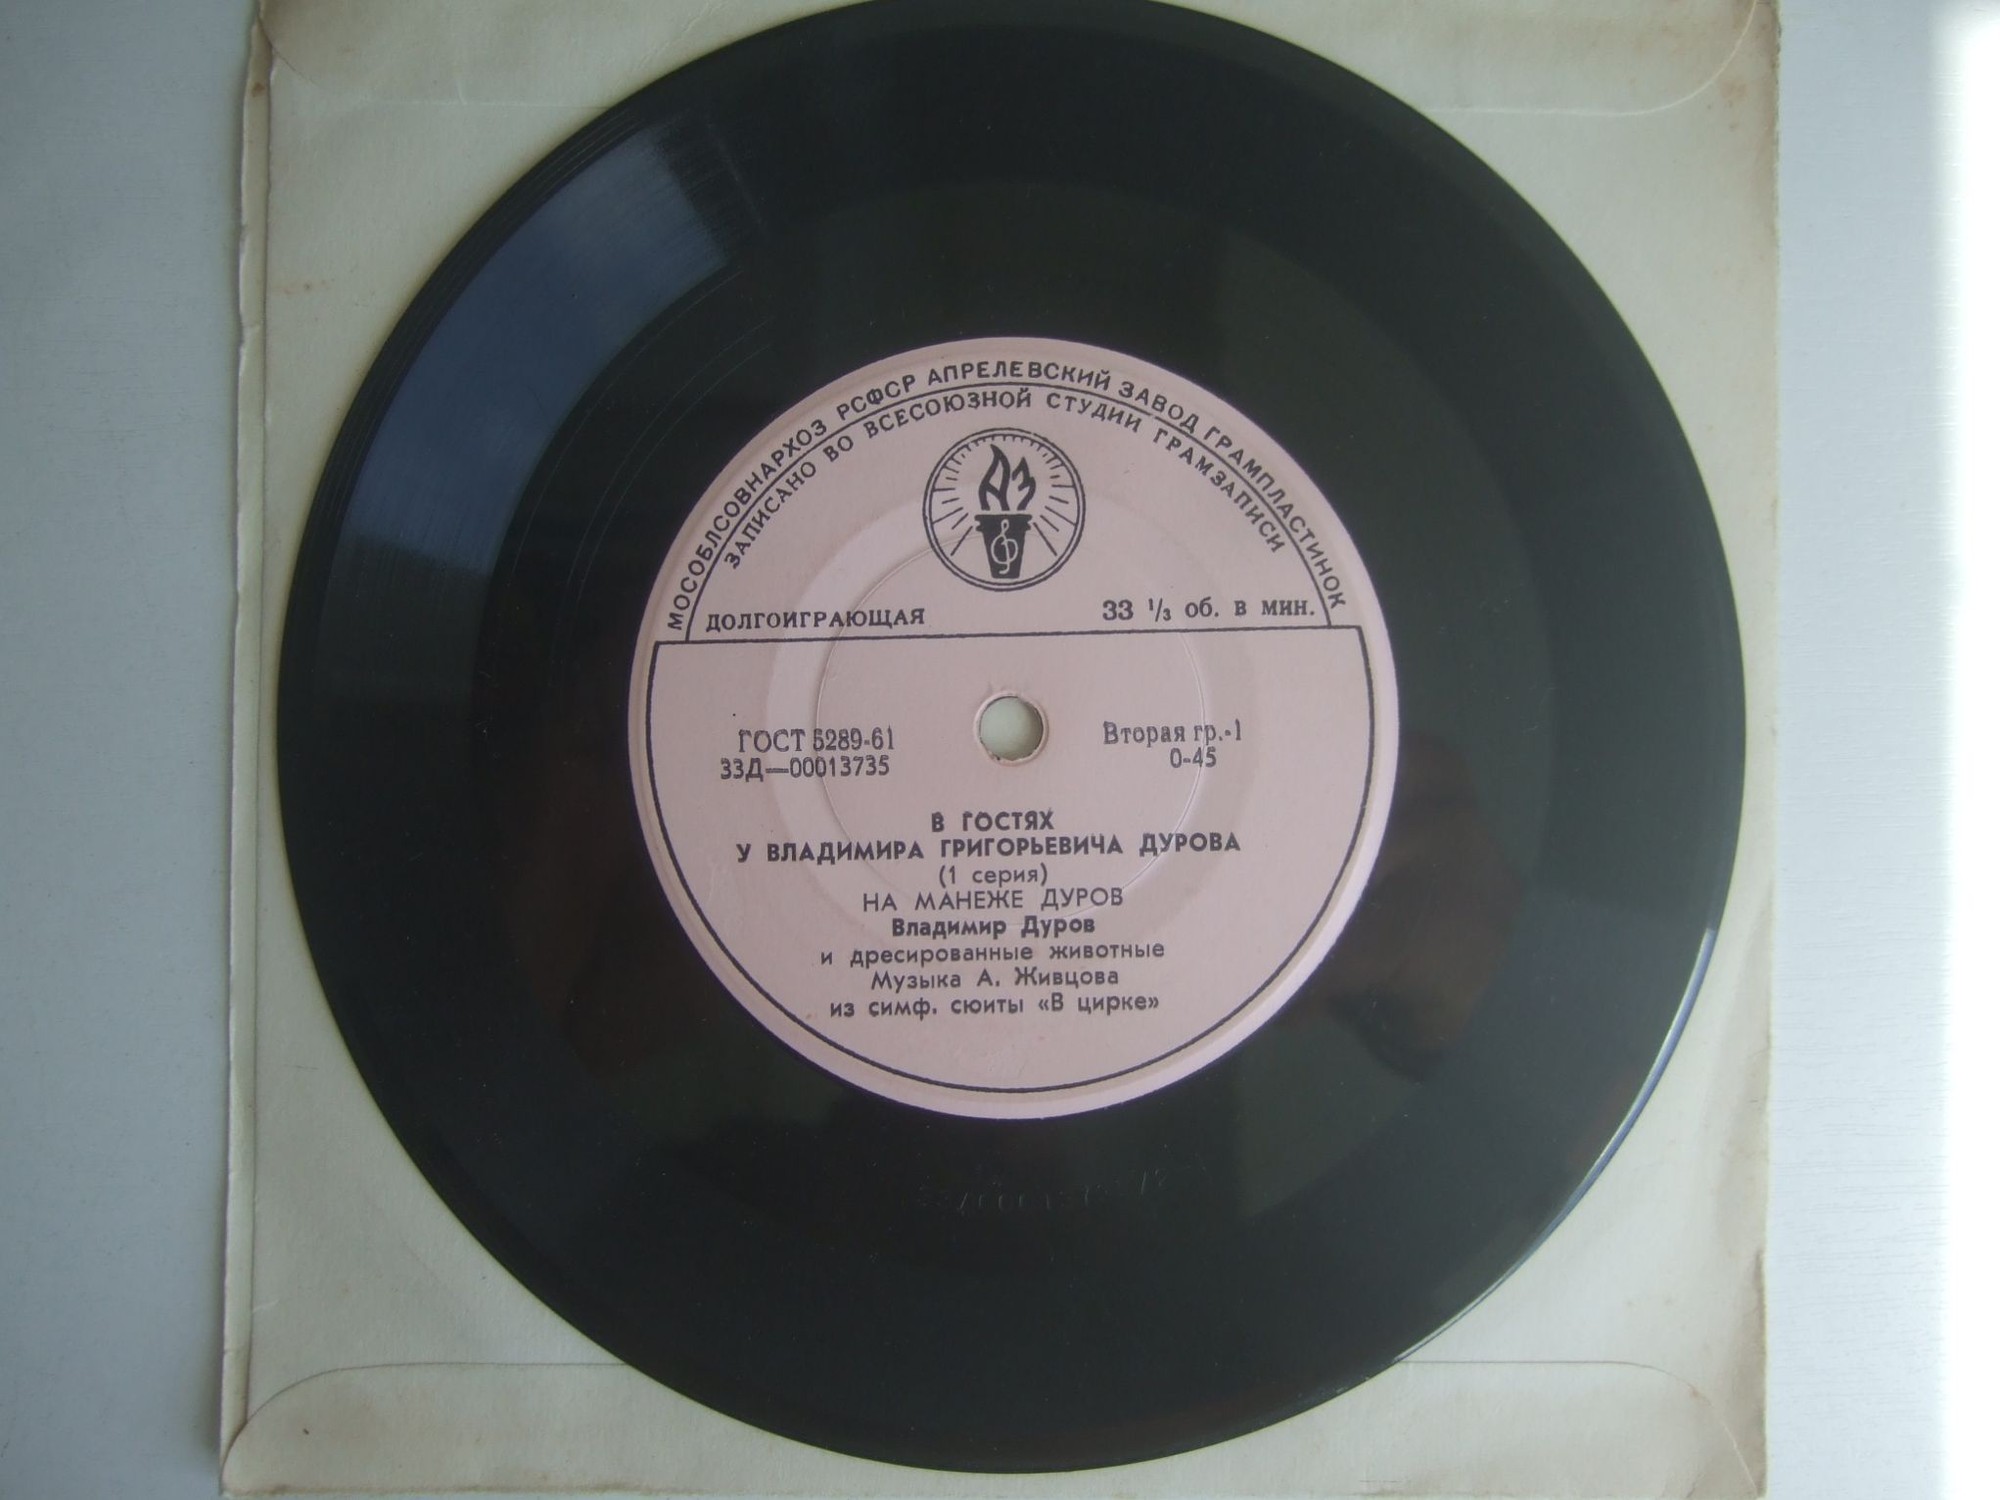 МОСОБЛСОВНАРХОЗ РСФСР АПРЕЛЕВСКИЙ ЗАВОД ГРАМПЛАСТИНОК
ЗАПИСАНО ВО ВСЕСОЮЗНОЙ СТУДИИ ГРАМЗАПИСИ
АЗ
ДОЛГОИГРАЮЩАЯ 33 1/3 об. в мин.
ГОСТ 5289-61 Вторая гр.-1
33Д—00013735 0-45
В ГОСТЯХ
У ВЛАДИМИРА ГРИГОРЬЕВИЧА ДУРОВА
(1 серия)
НА МАНЕЖЕ ДУРОВ
Владимир Дуров
и дресированные животные
Музыка А. Живцова
из симф. сюиты «В цирке»